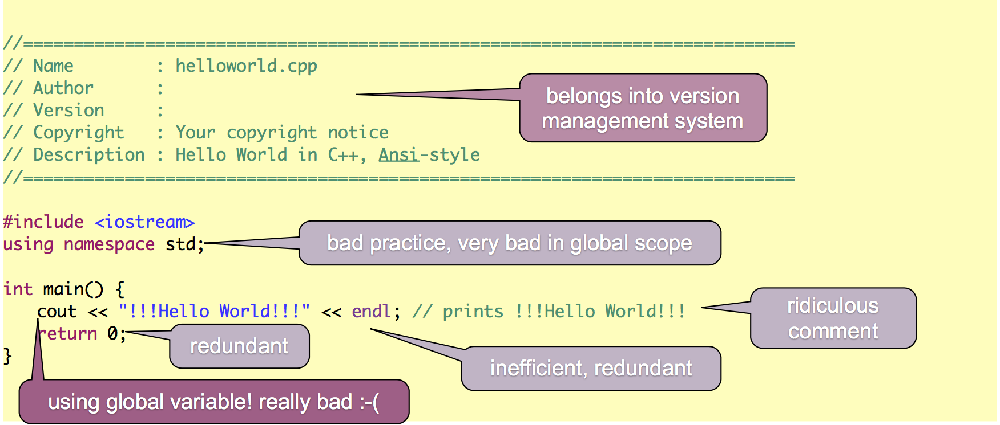 //============================================================================
// Name        : helloworld.cpp
// Author      :
belongs into version
management system
// Version     :
// Copyright   : Your copyright notice
// Description : Hello World in C++, Ansi-style
//============================================================================
#include <iostream>
using namespace std;
bad practice, very bad in global scope
int main() {
cout << "!!!Hello World!!!" << endl; // prints !!!Hello World!!!
ridiculous
comment
return 0;
redundant
}
inefficient, redundant
using global variable! really bad :-(